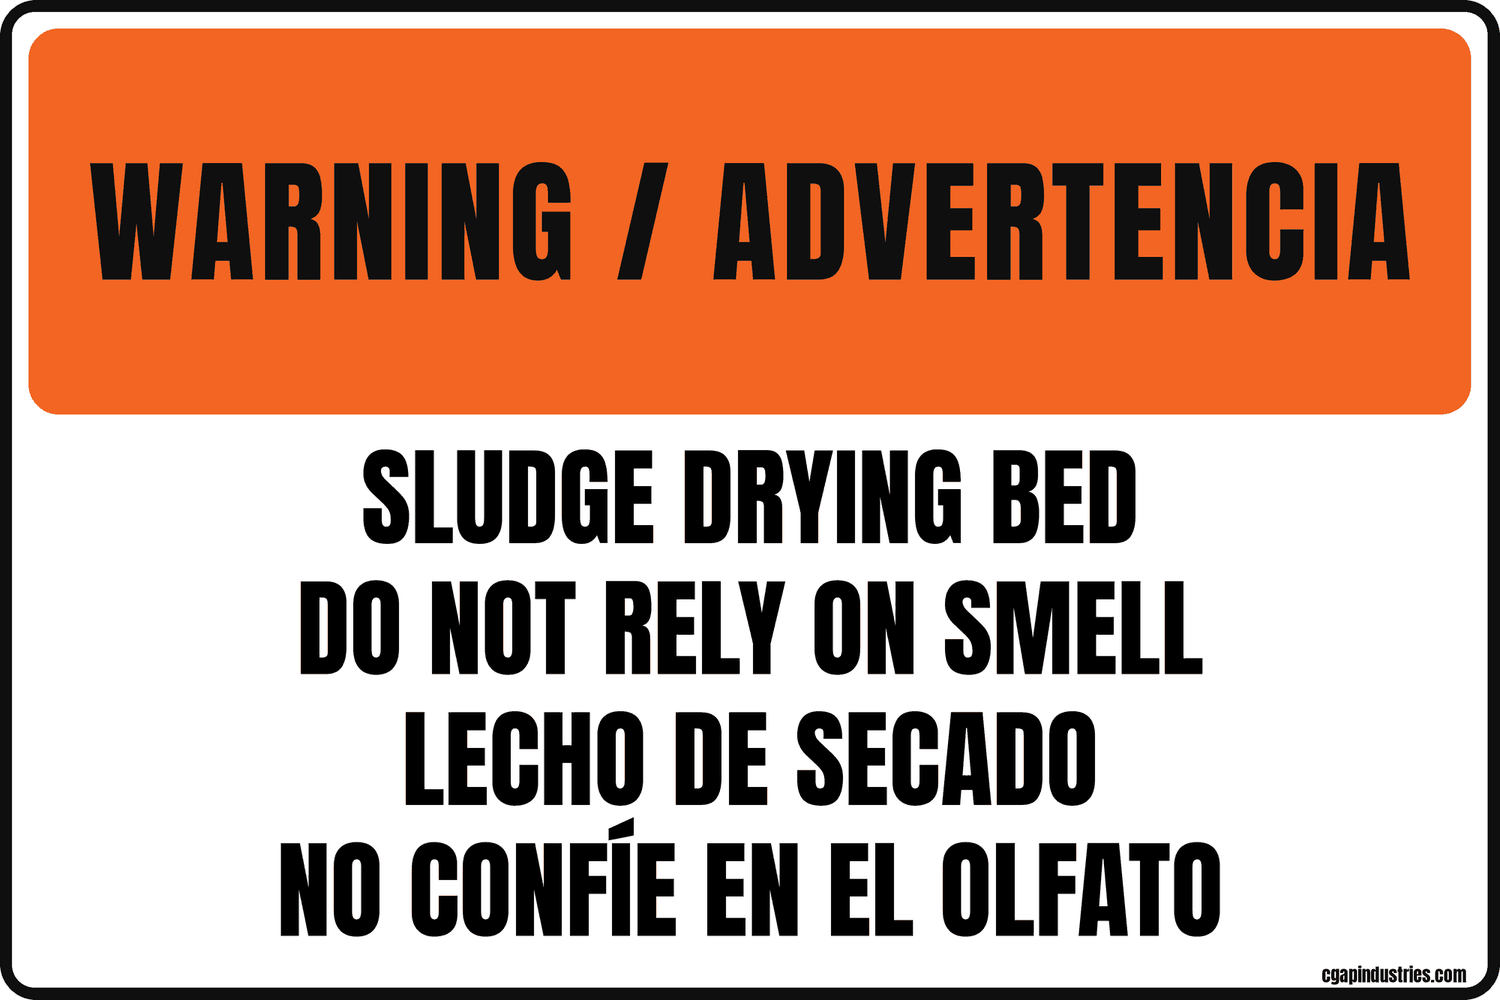 WARNING / ADVERTENCIA
SLUDGE DRYING BED
DO NOT RELY ON SMELL
LECHO DE SECADO
NO CONFÍE EN EL OLFATO
cgapindustries.com